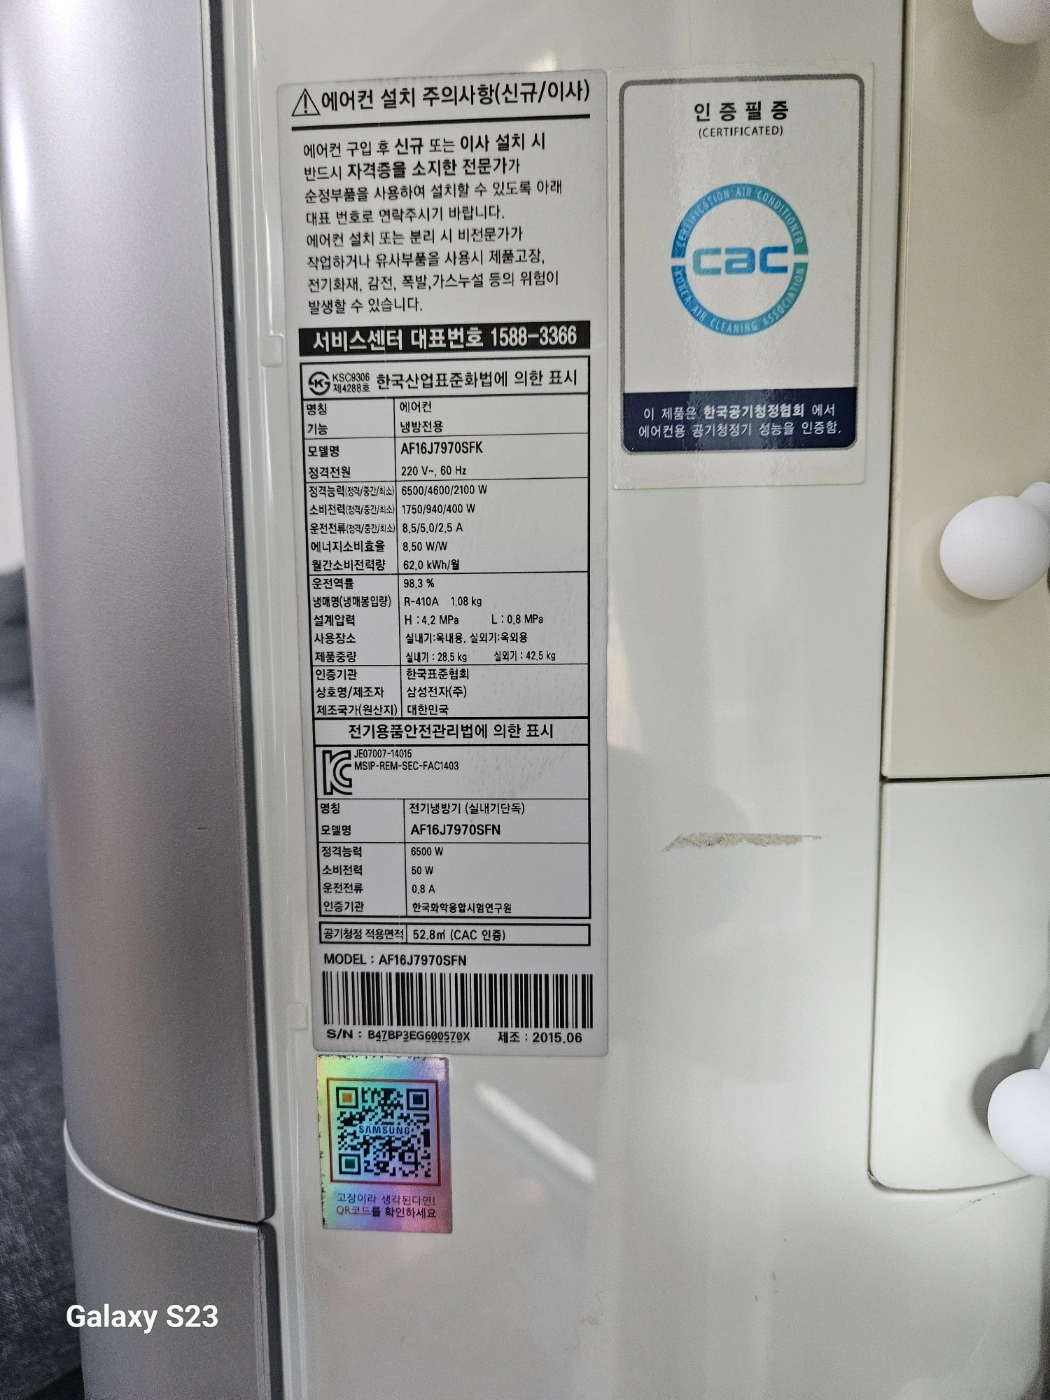 ⚠에어컨 설치 주의사항(신규/이사)
에어컨 구입 후 신규 또는 이사 설치 시
반드시 자격증을 소지한 전문가가
순정부품을 사용하여 설치할 수 있도록 아래
대표 번호로 연락주시기 바랍니다.
에어컨 설치 또는 분리 시 비전문가가
작업하거나 유사부품을 사용시 제품고장,
전기화재, 감전, 폭발,가스누설 등의 위험이
발생할 수 있습니다.
서비스센터 대표번호 1588-3366
KSC9306
제4288호
한국산업표준화법에 의한 표시
명칭 에어컨
기능 냉방전용
모델명 AF16J7970SFK
정격전원 220 V~, 60 Hz
정격능력(정격/중간/최소) 6500/4600/2100 W
소비전력(정격/중간/최소) 1750/940/400 W
운전전류(정격/중간/최소) 8.5/5.0/2.5 A
에너지소비효율 8.50 W/W
월간소비전력량 62.0 kWh/월
운전역률 98.3 %
냉매명(냉매봉입량) R-410A 1.08 kg
설계압력 H : 4.2 MPa L : 0.8 MPa
사용장소 실내기:옥내용, 실외기:옥외용
제품중량 실내기 : 28.5 kg 실외기 : 42.5 kg
인증기관 한국표준협회
상호명/제조자 삼성전자(주)
제조국가(원산지) 대한민국
전기용품안전관리법에 의한 표시
JE07007-14015
MSIP-REM-SEC-FAC1403
명칭 전기냉방기 (실내기단독)
모델명 AF16J7970SFN
정격능력 6500 W
소비전력 50 W
운전전류 0.8 A
인증기관 한국화학융합시험연구원
공기청정 적용면적 52.8㎡ (CAC 인증)
MODEL : AF16J7970SFN
S/N : B47BP3EG600570X 제조 : 2015.06
SAMSUNG
고장이라 생각된다면!
QR코드를 확인하세요
인증필증
(CERTIFICATED)
CERTIFICATION AIR CONDITIONER
cac
KOREA AIR CLEANING ASSOCIATION
이 제품은 한국공기청정협회 에서
에어컨용 공기청정기 성능을 인증함.
Galaxy S23